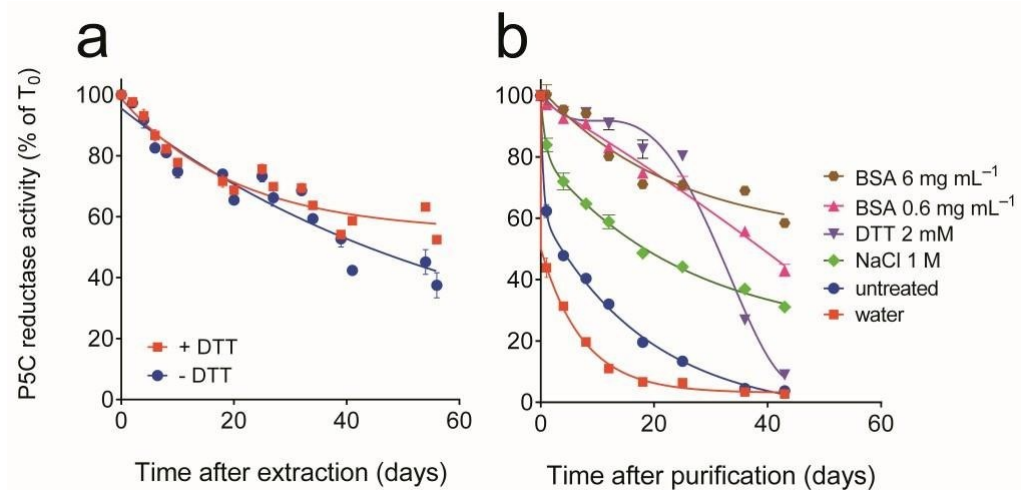 a
b
P5C reductase activity (% of T₀)
100
80
60
40
20
0
+ DTT
- DTT
0
20
40
60
Time after extraction (days)
100
80
60
40
20
0
0
20
40
60
Time after purification (days)
BSA 6 mg mL⁻¹
BSA 0.6 mg mL⁻¹
DTT 2 mM
NaCl 1 M
untreated
water